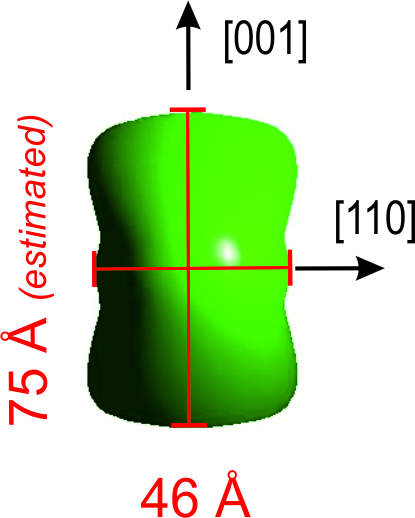 [001]
[110]
75 Å (estimated)
46 Å